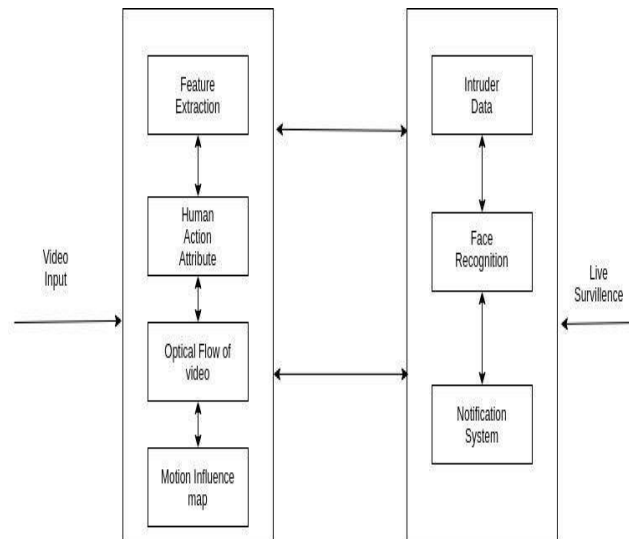 Video
Input
Feature
Extraction
Human
Action
Attribute
Optical Flow of
video
Motion Influence
map
Intruder
Data
Face
Recognition
Notification
System
Live
Survillence